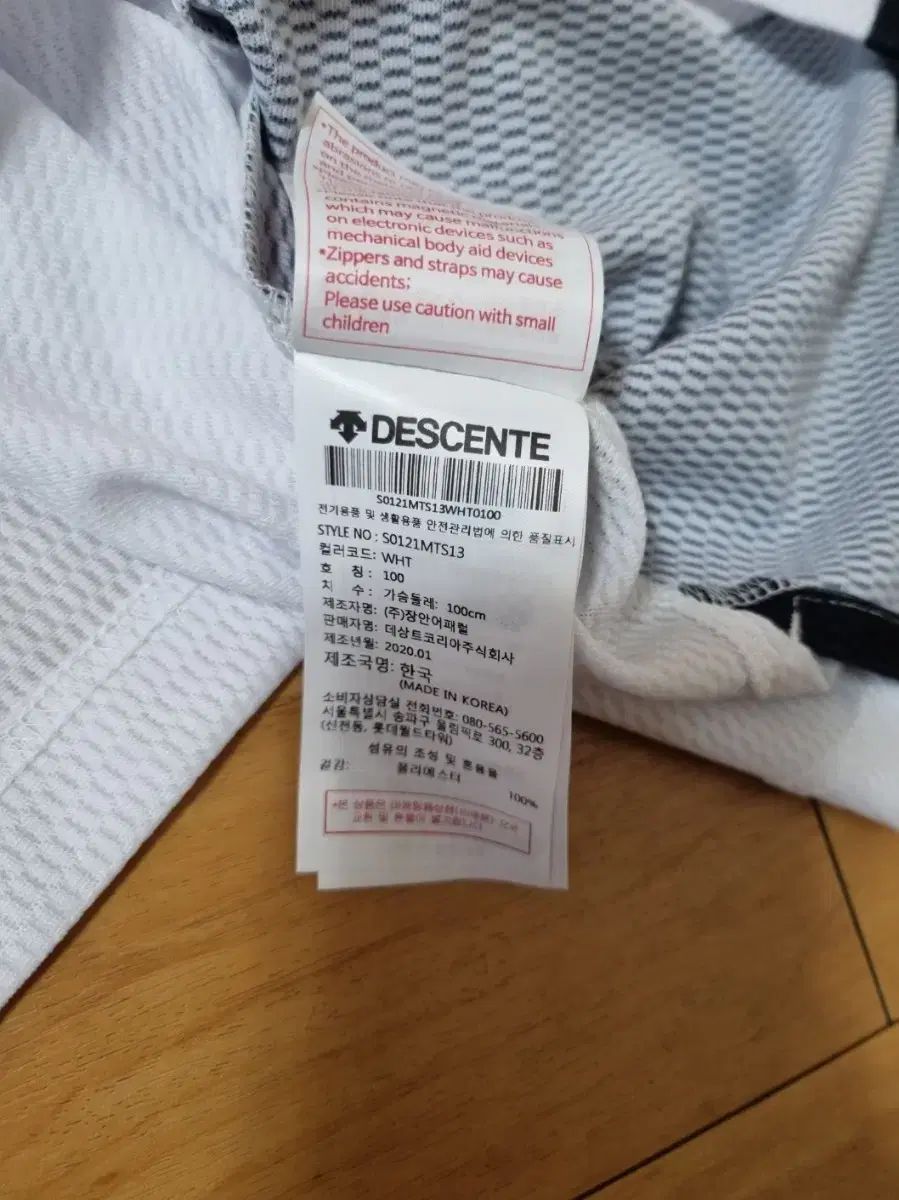 *The product
abrasions
on the
contains magnetic
which may cause malfunctions
on electronic devices such as
mechanical body aid devices
*Zippers and straps may cause
accidents;
Please use caution with small
children
DESCENTE
S0121MTS13WHT0100
전기용품 및 생활용품 안전관리법에 의한 품질표시
STYLE NO : S0121MTS13
컬러코드: WHT
호 칭 : 100
치 수 : 가슴둘레: 100cm
제조자명: (주)장안어패럴
판매자명: 데상트코리아주식회사
제조년월: 2020.01
제조국명: 한국
(MADE IN KOREA)
소비자상담실 전화번호: 080-565-5600
서울특별시 송파구 올림픽로 300, 32층
(신천동, 롯데월드타워)
섬유의 조성 및 혼용율
겉감: 폴리에스터 100%